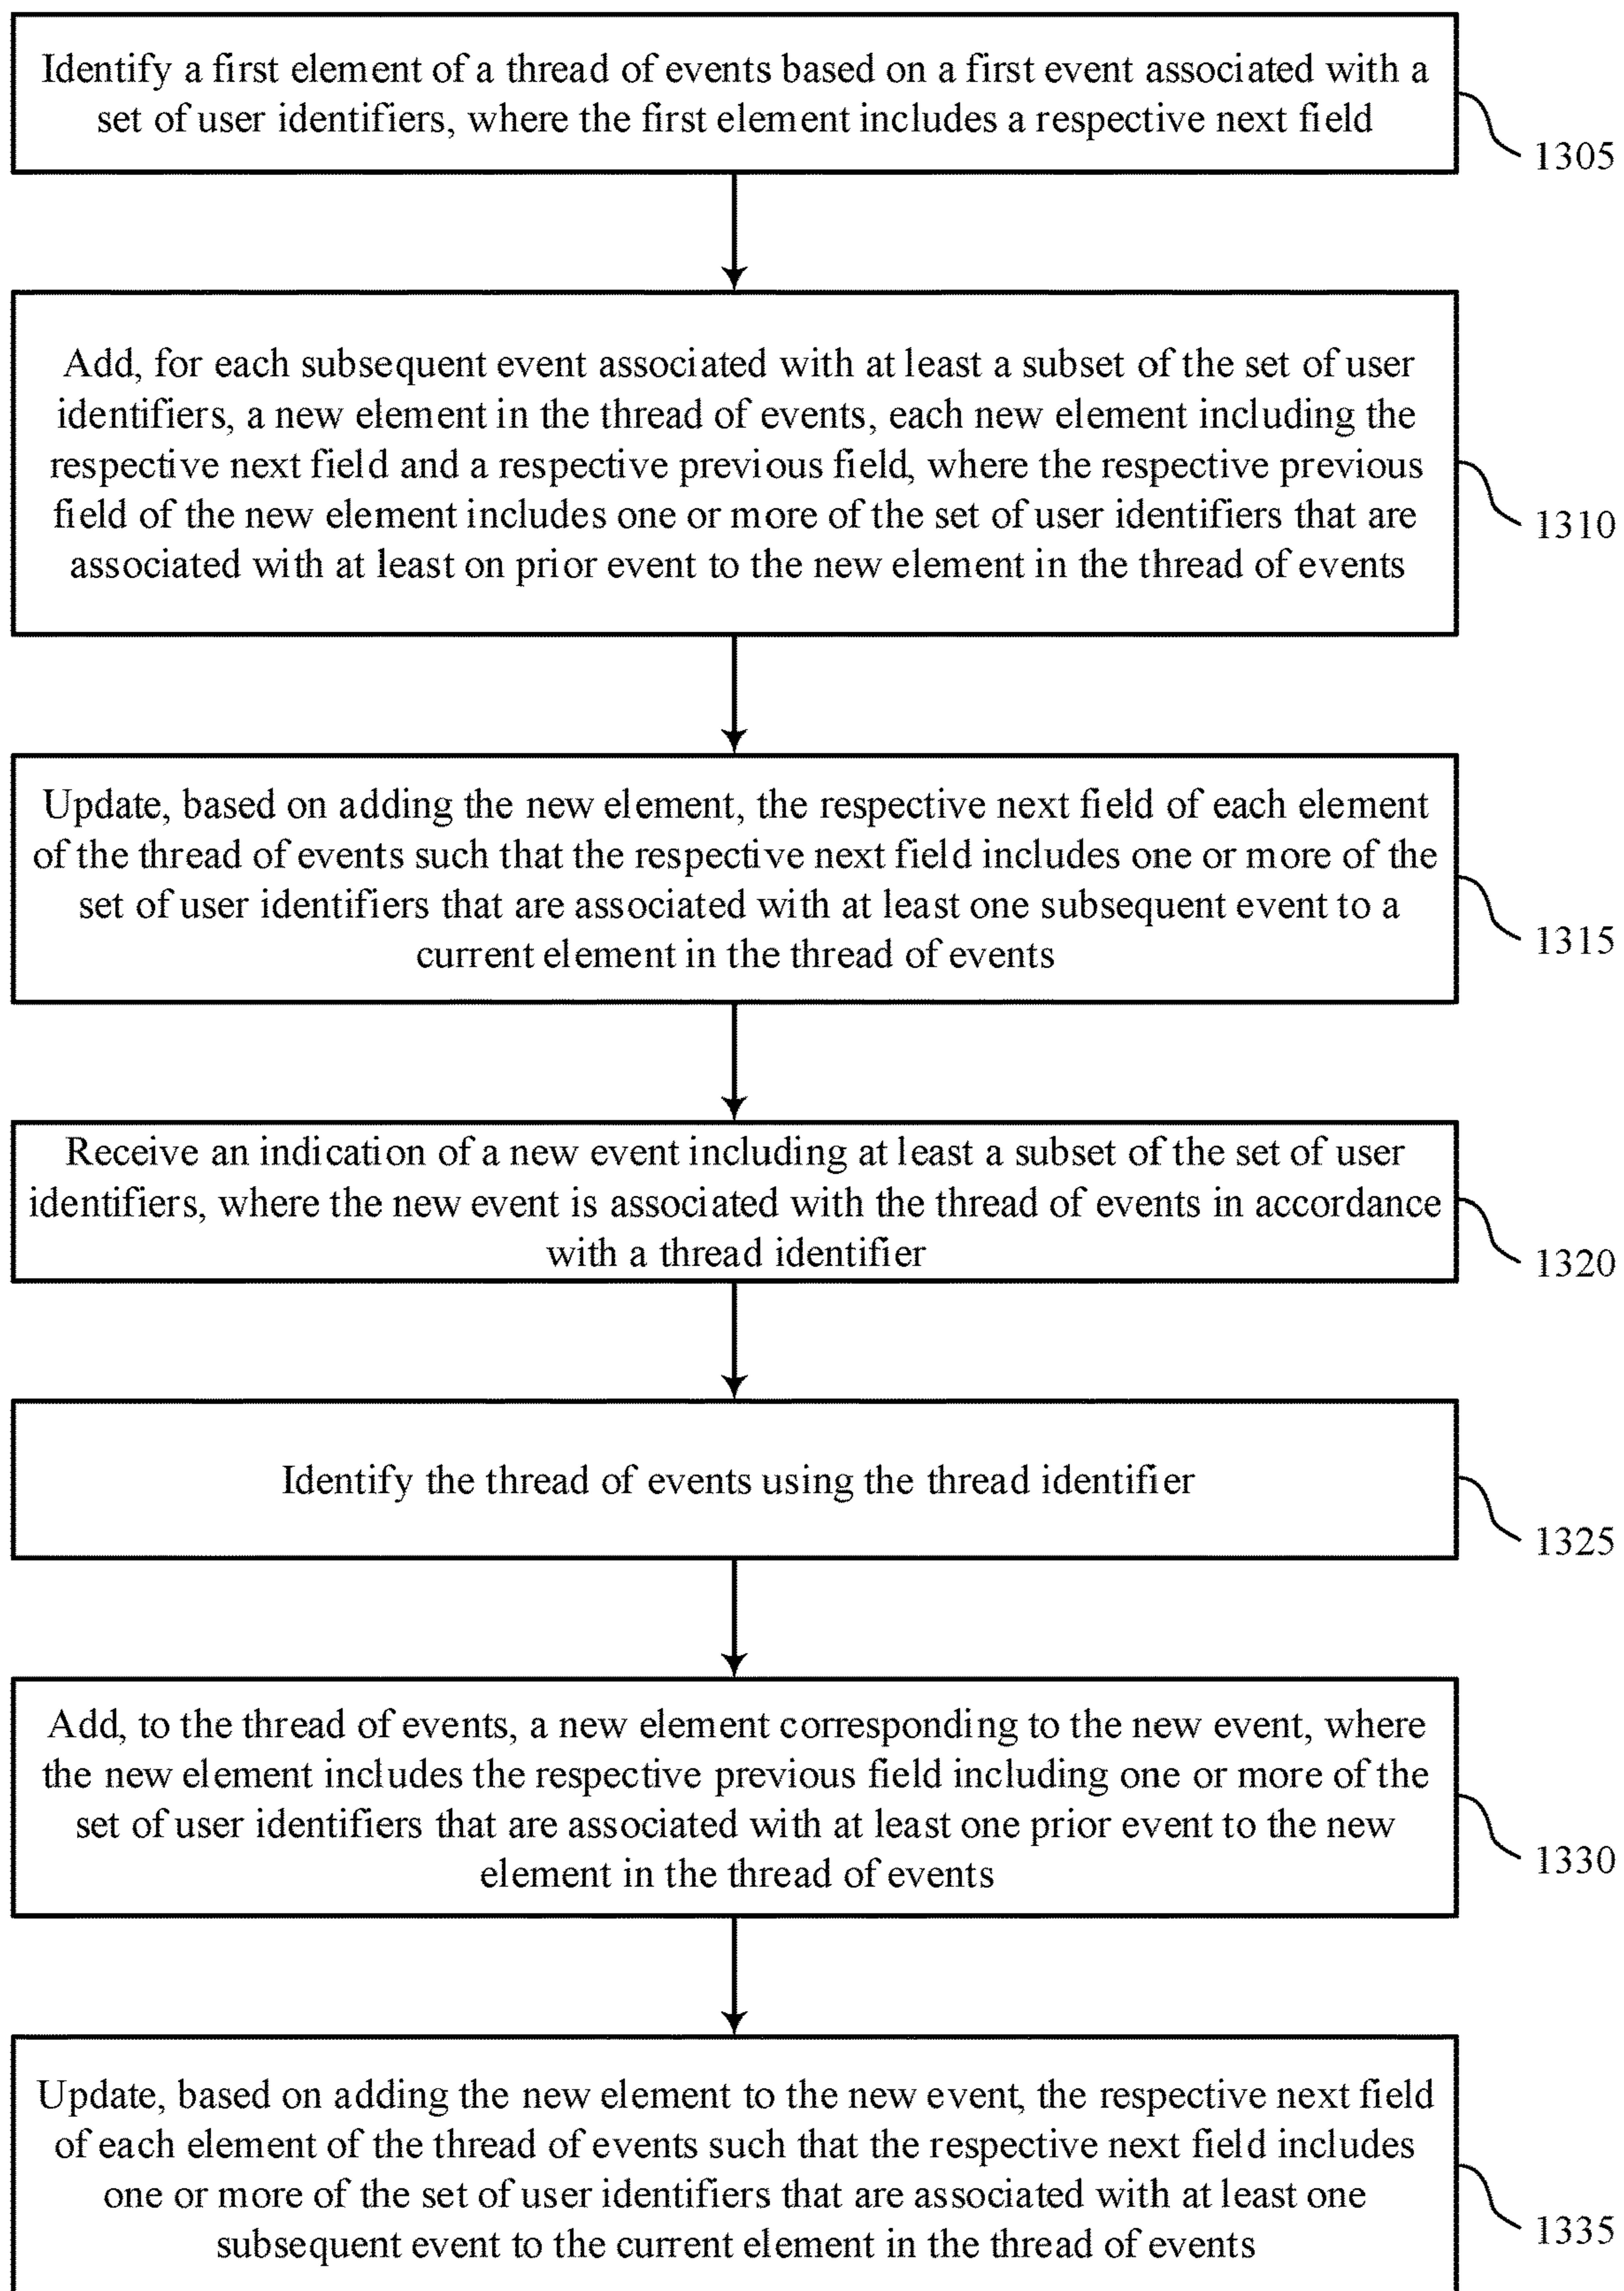 Identify a first element of a thread of events based on a first event associated with a
set of user identifiers, where the first element includes a respective next field
1305
Add, for each subsequent event associated with at least a subset of the set of user
identifiers, a new element in the thread of events, each new element including the
respective next field and a respective previous field, where the respective previous
field of the new element includes one or more of the set of user identifiers that are
associated with at least on prior event to the new element in the thread of events
1310
Update, based on adding the new element, the respective next field of each element
of the thread of events such that the respective next field includes one or more of the
set of user identifiers that are associated with at least one subsequent event to a
current element in the thread of events
1315
Receive an indication of a new event including at least a subset of the set of user
identifiers, where the new event is associated with the thread of events in accordance
with a thread identifier
1320
Identify the thread of events using the thread identifier
1325
Add, to the thread of events, a new element corresponding to the new event, where
the new element includes the respective previous field including one or more of the
set of user identifiers that are associated with at least one prior event to the new
element in the thread of events
1330
Update, based on adding the new element to the new event, the respective next field
of each element of the thread of events such that the respective next field includes
one or more of the set of user identifiers that are associated with at least one
subsequent event to the current element in the thread of events
1335